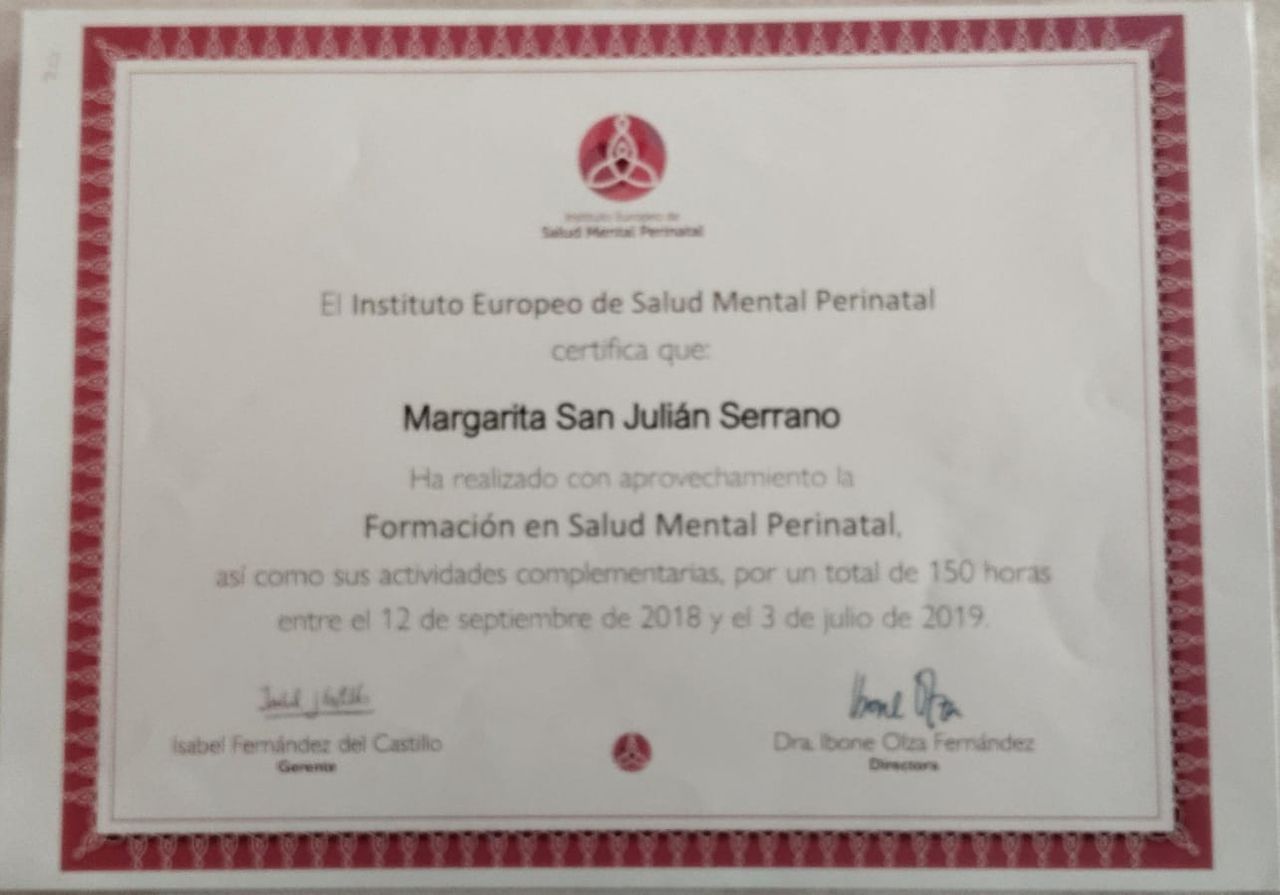 Instituto Europeo de
Salud Mental Perinatal
El Instituto Europeo de Salud Mental Perinatal
certifica que:
Margarita San Julián Serrano
Ha realizado con aprovechamiento la
Formación en Salud Mental Perinatal,
así como sus actividades complementarias, por un total de 150 horas
entre el 12 de septiembre de 2018 y el 3 de julio de 2019.
Ibone Olza
Isabel Fernández del Castillo
Gerente
Dra. Ibone Olza Fernández
Directora